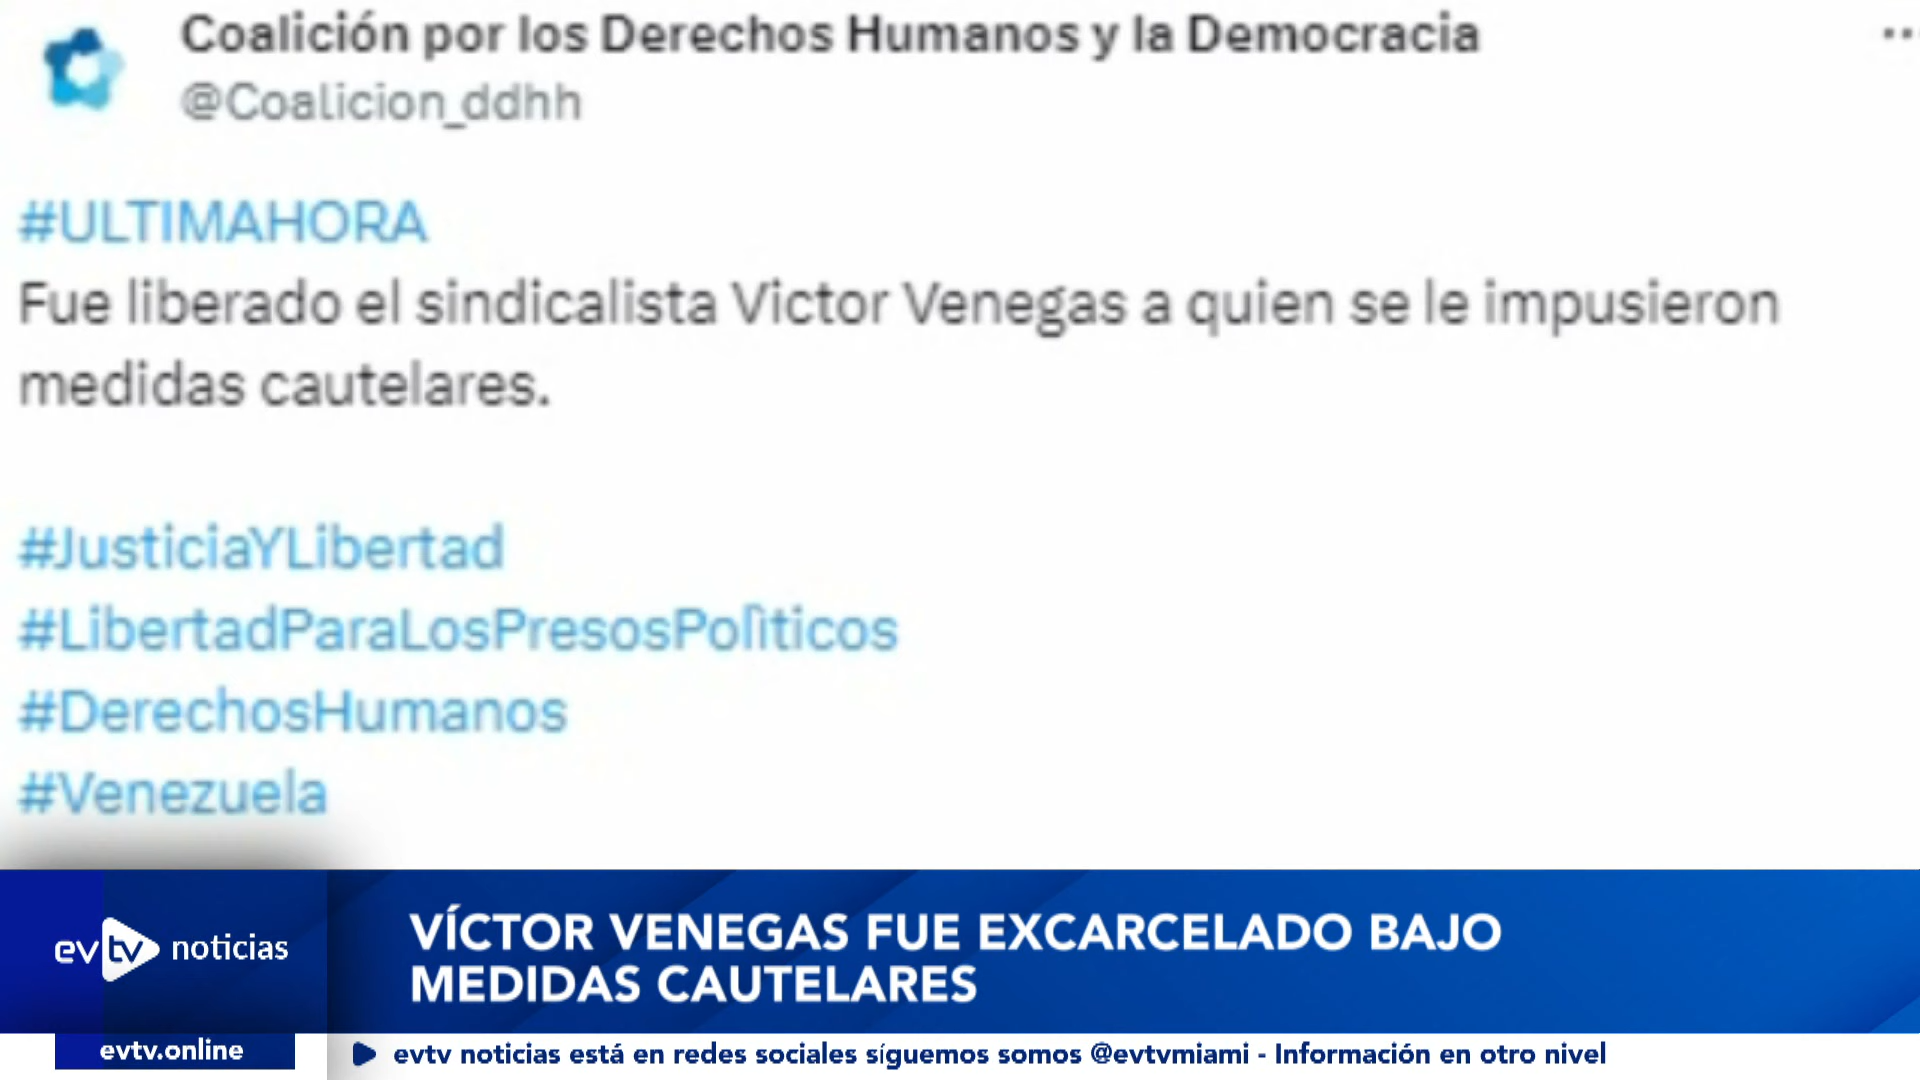 Coalición por los Derechos Humanos y la Democracia
@Coalicion_ddhh
#ULTIMAHORA
Fue liberado el sindicalista Victor Venegas a quien se le impusieron
medidas cautelares.
#JusticiaYLibertad
#LibertadParaLosPresosPolíticos
#DerechosHumanos
#Venezuela
evtv noticias
VÍCTOR VENEGAS FUE EXCARCELADO BAJO
MEDIDAS CAUTELARES
evtv.online
evtv noticias está en redes sociales síguemos somos @evtvmiami - Información en otro nivel